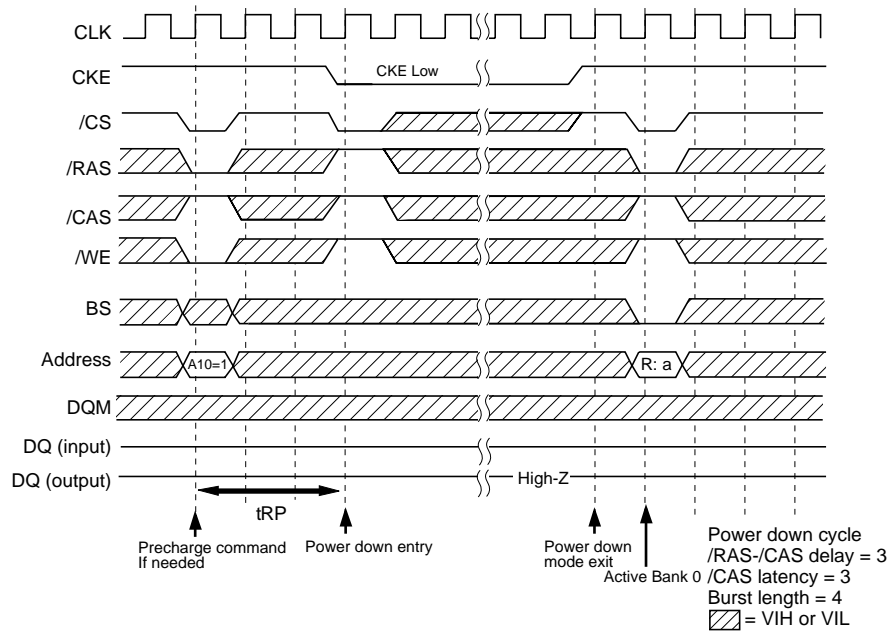 CLK
CKE
CKE Low
/CS
/RAS
/CAS
/WE
BS
Address
A10=1
R: a
DQM
DQ (input)
DQ (output)
High-Z
tRP
Precharge command
If needed
Power down entry
Power down
mode exit
Active Bank 0
Power down cycle
/RAS-/CAS delay = 3
/CAS latency = 3
Burst length = 4
= VIH or VIL